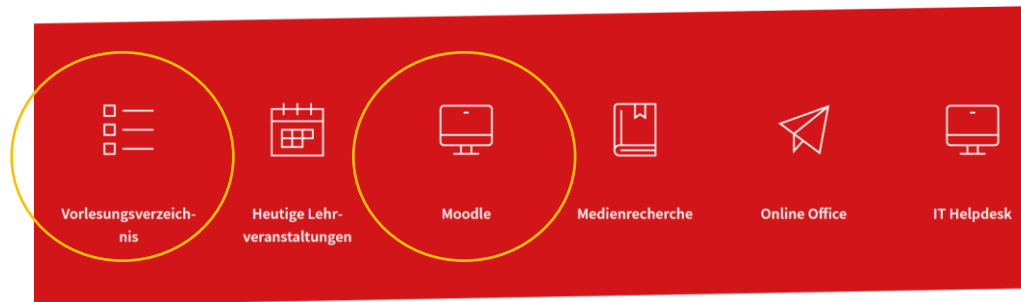 Vorlesungsverzeich-
nis
Heutige Lehr-
veranstaltungen
Moodle
Medienrecherche
Online Office
IT Helpdesk